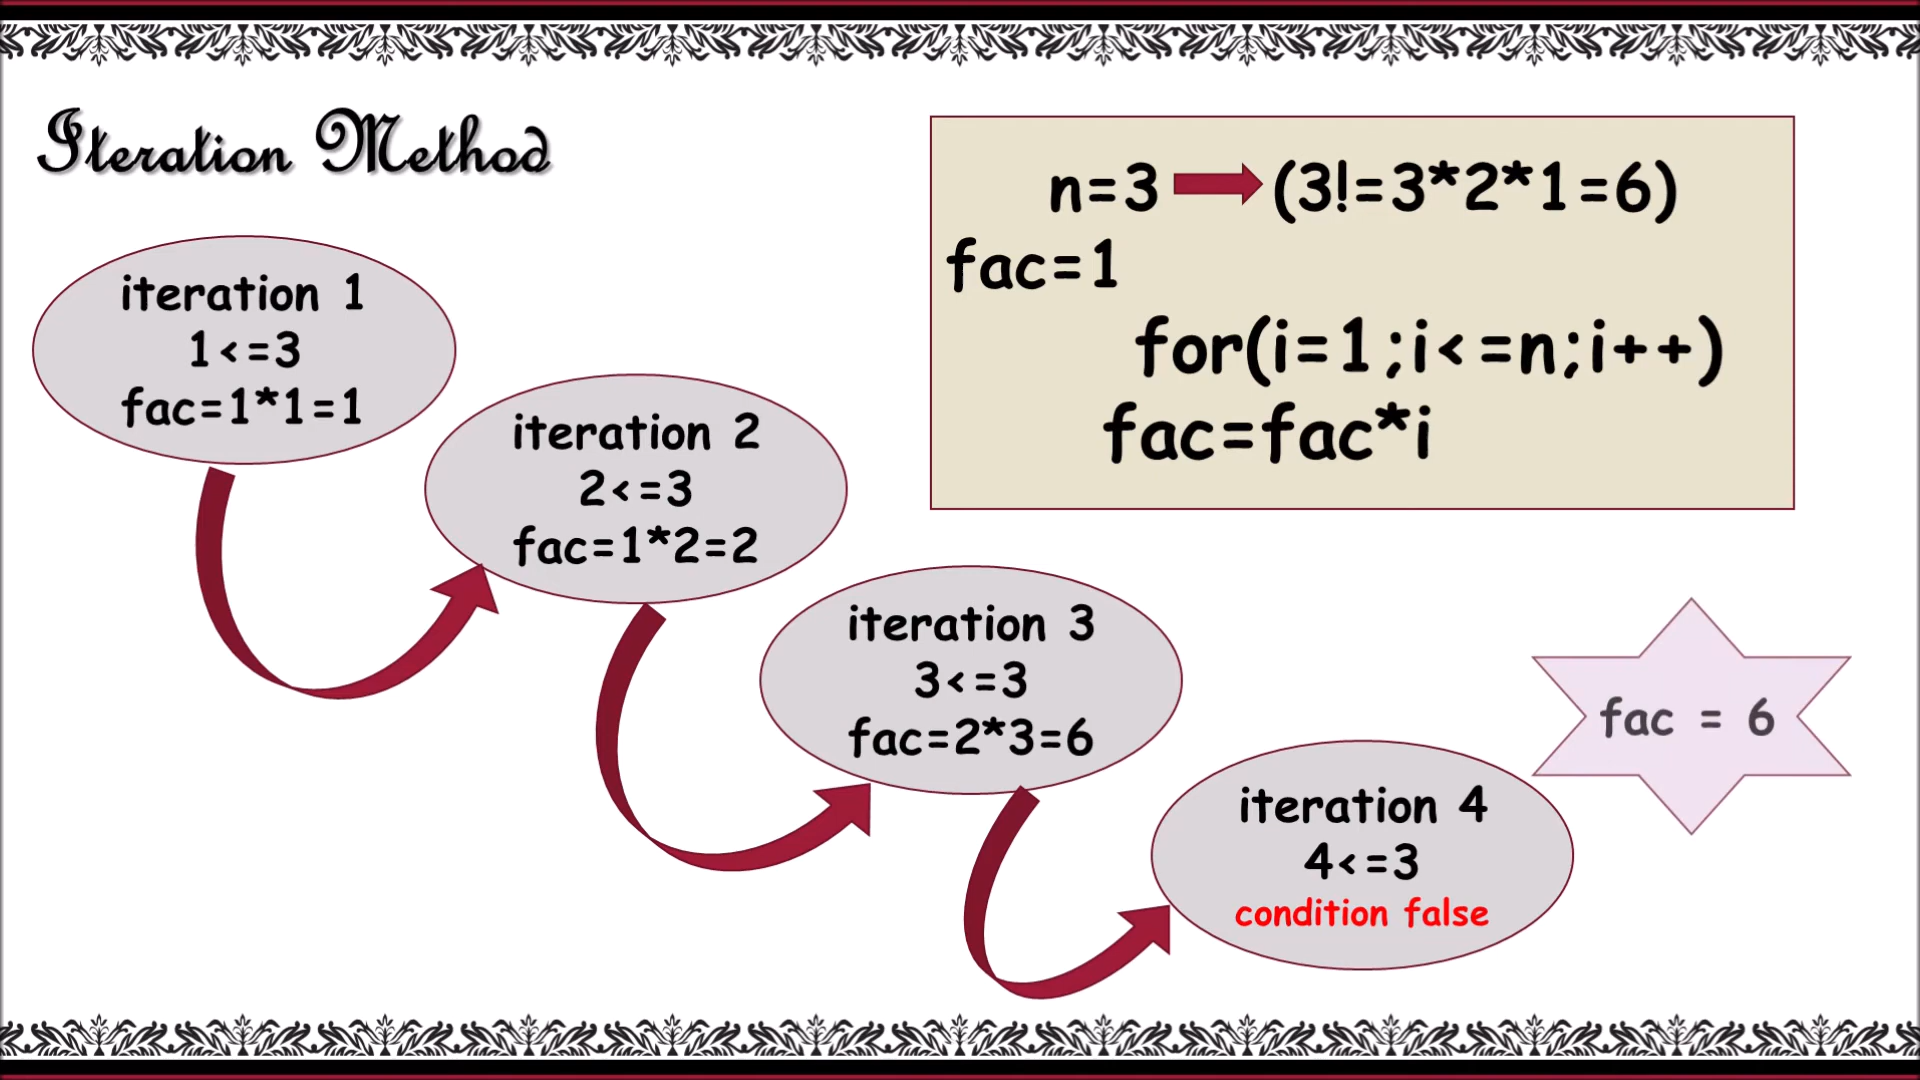 Iteration Method
n=3 (3!=3*2*1=6)
fac=1
for(i=1;i<=n;i++)
fac=fac*i
iteration 1
1<=3
fac=1*1=1
iteration 2
2<=3
fac=1*2=2
iteration 3
3<=3
fac=2*3=6
iteration 4
4<=3
condition false
fac = 6